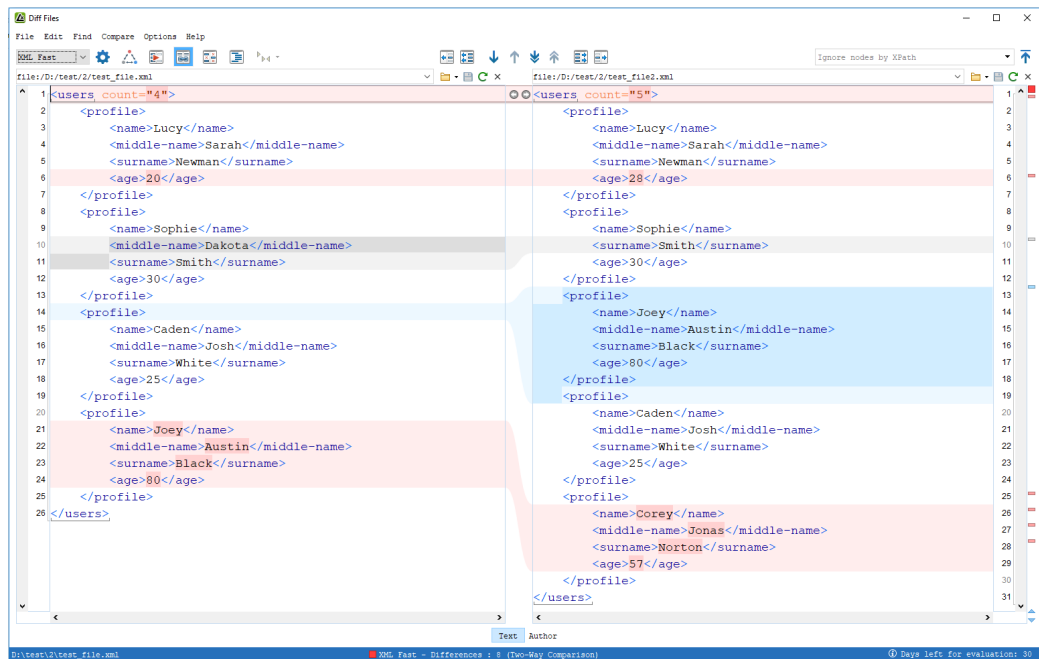 Diff Files
File Edit Find Compare Options Help
XML Fast
Ignore nodes by XPath
file:/D:/test/2/test_file.xml
file:/D:/test/2/test_file2.xml
1 <users count="4">
2 <profile>
3 <name>Lucy</name>
4 <middle-name>Sarah</middle-name>
5 <surname>Newman</surname>
6 <age>20</age>
7 </profile>
8 <profile>
9 <name>Sophie</name>
10 <middle-name>Dakota</middle-name>
11 <surname>Smith</surname>
12 <age>30</age>
13 </profile>
14 <profile>
15 <name>Caden</name>
16 <middle-name>Josh</middle-name>
17 <surname>White</surname>
18 <age>25</age>
19 </profile>
20 <profile>
21 <name>Joey</name>
22 <middle-name>Austin</middle-name>
23 <surname>Black</surname>
24 <age>80</age>
25 </profile>
26 </users>
<users count="5"> 1
<profile> 2
<name>Lucy</name> 3
<middle-name>Sarah</middle-name> 4
<surname>Newman</surname> 5
<age>28</age> 6
</profile> 7
<profile> 8
<name>Sophie</name> 9
<surname>Smith</surname> 10
<age>30</age> 11
</profile> 12
<profile> 13
<name>Joey</name> 14
<middle-name>Austin</middle-name> 15
<surname>Black</surname> 16
<age>80</age> 17
</profile> 18
<profile> 19
<name>Caden</name> 20
<middle-name>Josh</middle-name> 21
<surname>White</surname> 22
<age>25</age> 23
</profile> 24
<profile> 25
<name>Corey</name> 26
<middle-name>Jonas</middle-name> 27
<surname>Norton</surname> 28
<age>57</age> 29
</profile> 30
</users> 31
Text Author
D:\test\2\test_file.xml
XML Fast - Differences : 8 (Two-Way Comparison)
Days left for evaluation: 30